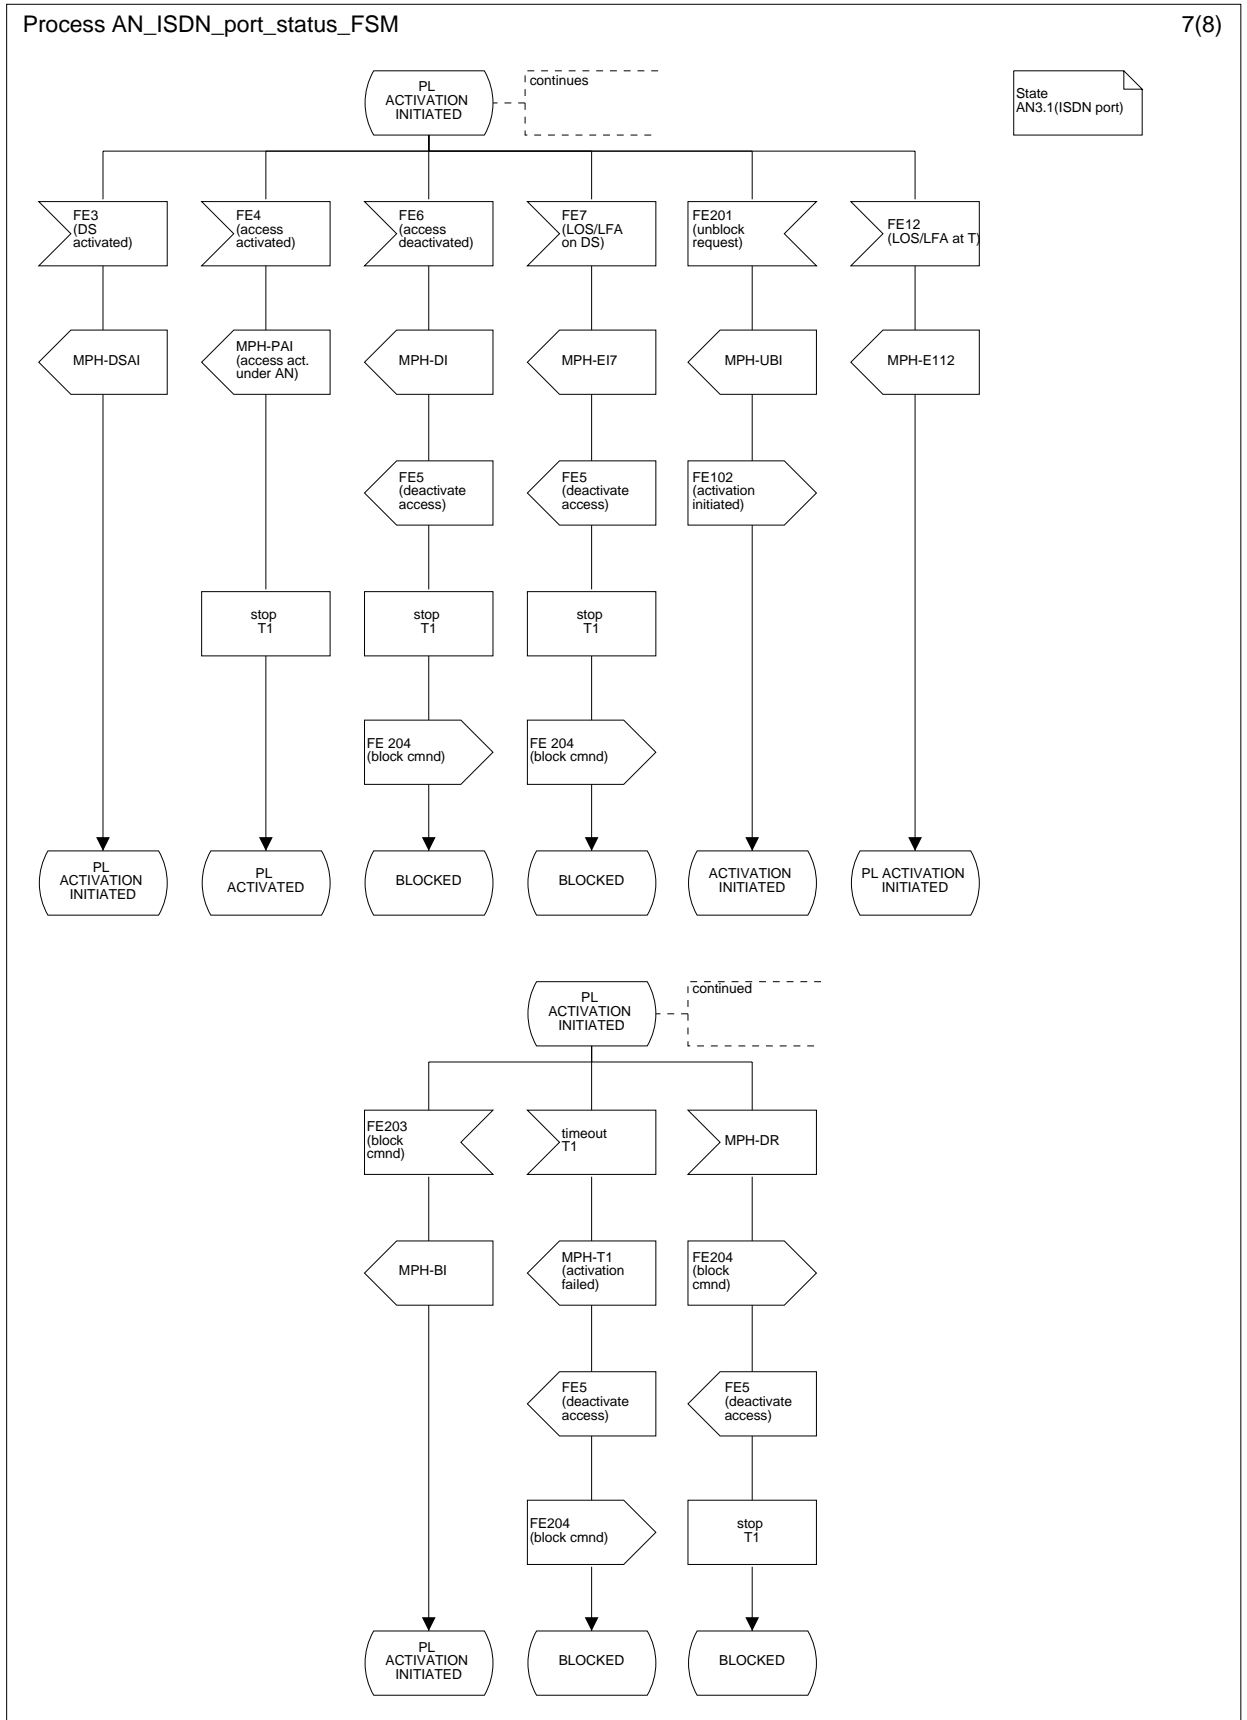 Process AN_ISDN_port_status_FSM
7(8)
PL
ACTIVATION
INITIATED
continues
State
AN3.1(ISDN port)
FE3
(DS
activated)
FE4
(access
activated)
FE6
(access
deactivated)
FE7
(LOS/LFA
on DS)
FE201
(unblock
request)
FE12
(LOS/LFA at T)
MPH-DSAI
MPH-PAI
(access act.
under AN)
MPH-DI
MPH-EI7
MPH-UBI
MPH-E112
FE5
(deactivate
access)
FE5
(deactivate
access)
FE102
(activation
initiated)
stop
T1
stop
T1
stop
T1
FE 204
(block cmnd)
FE 204
(block cmnd)
PL
ACTIVATION
INITIATED
PL
ACTIVATED
BLOCKED
BLOCKED
ACTIVATION
INITIATED
PL ACTIVATION
INITIATED
PL
ACTIVATION
INITIATED
continued
FE203
(block
cmnd)
timeout
T1
MPH-DR
MPH-BI
MPH-T1
(activation
failed)
FE204
(block
cmnd)
FE5
(deactivate
access)
FE5
(deactivate
access)
FE204
(block cmnd)
stop
T1
PL
ACTIVATION
INITIATED
BLOCKED
BLOCKED